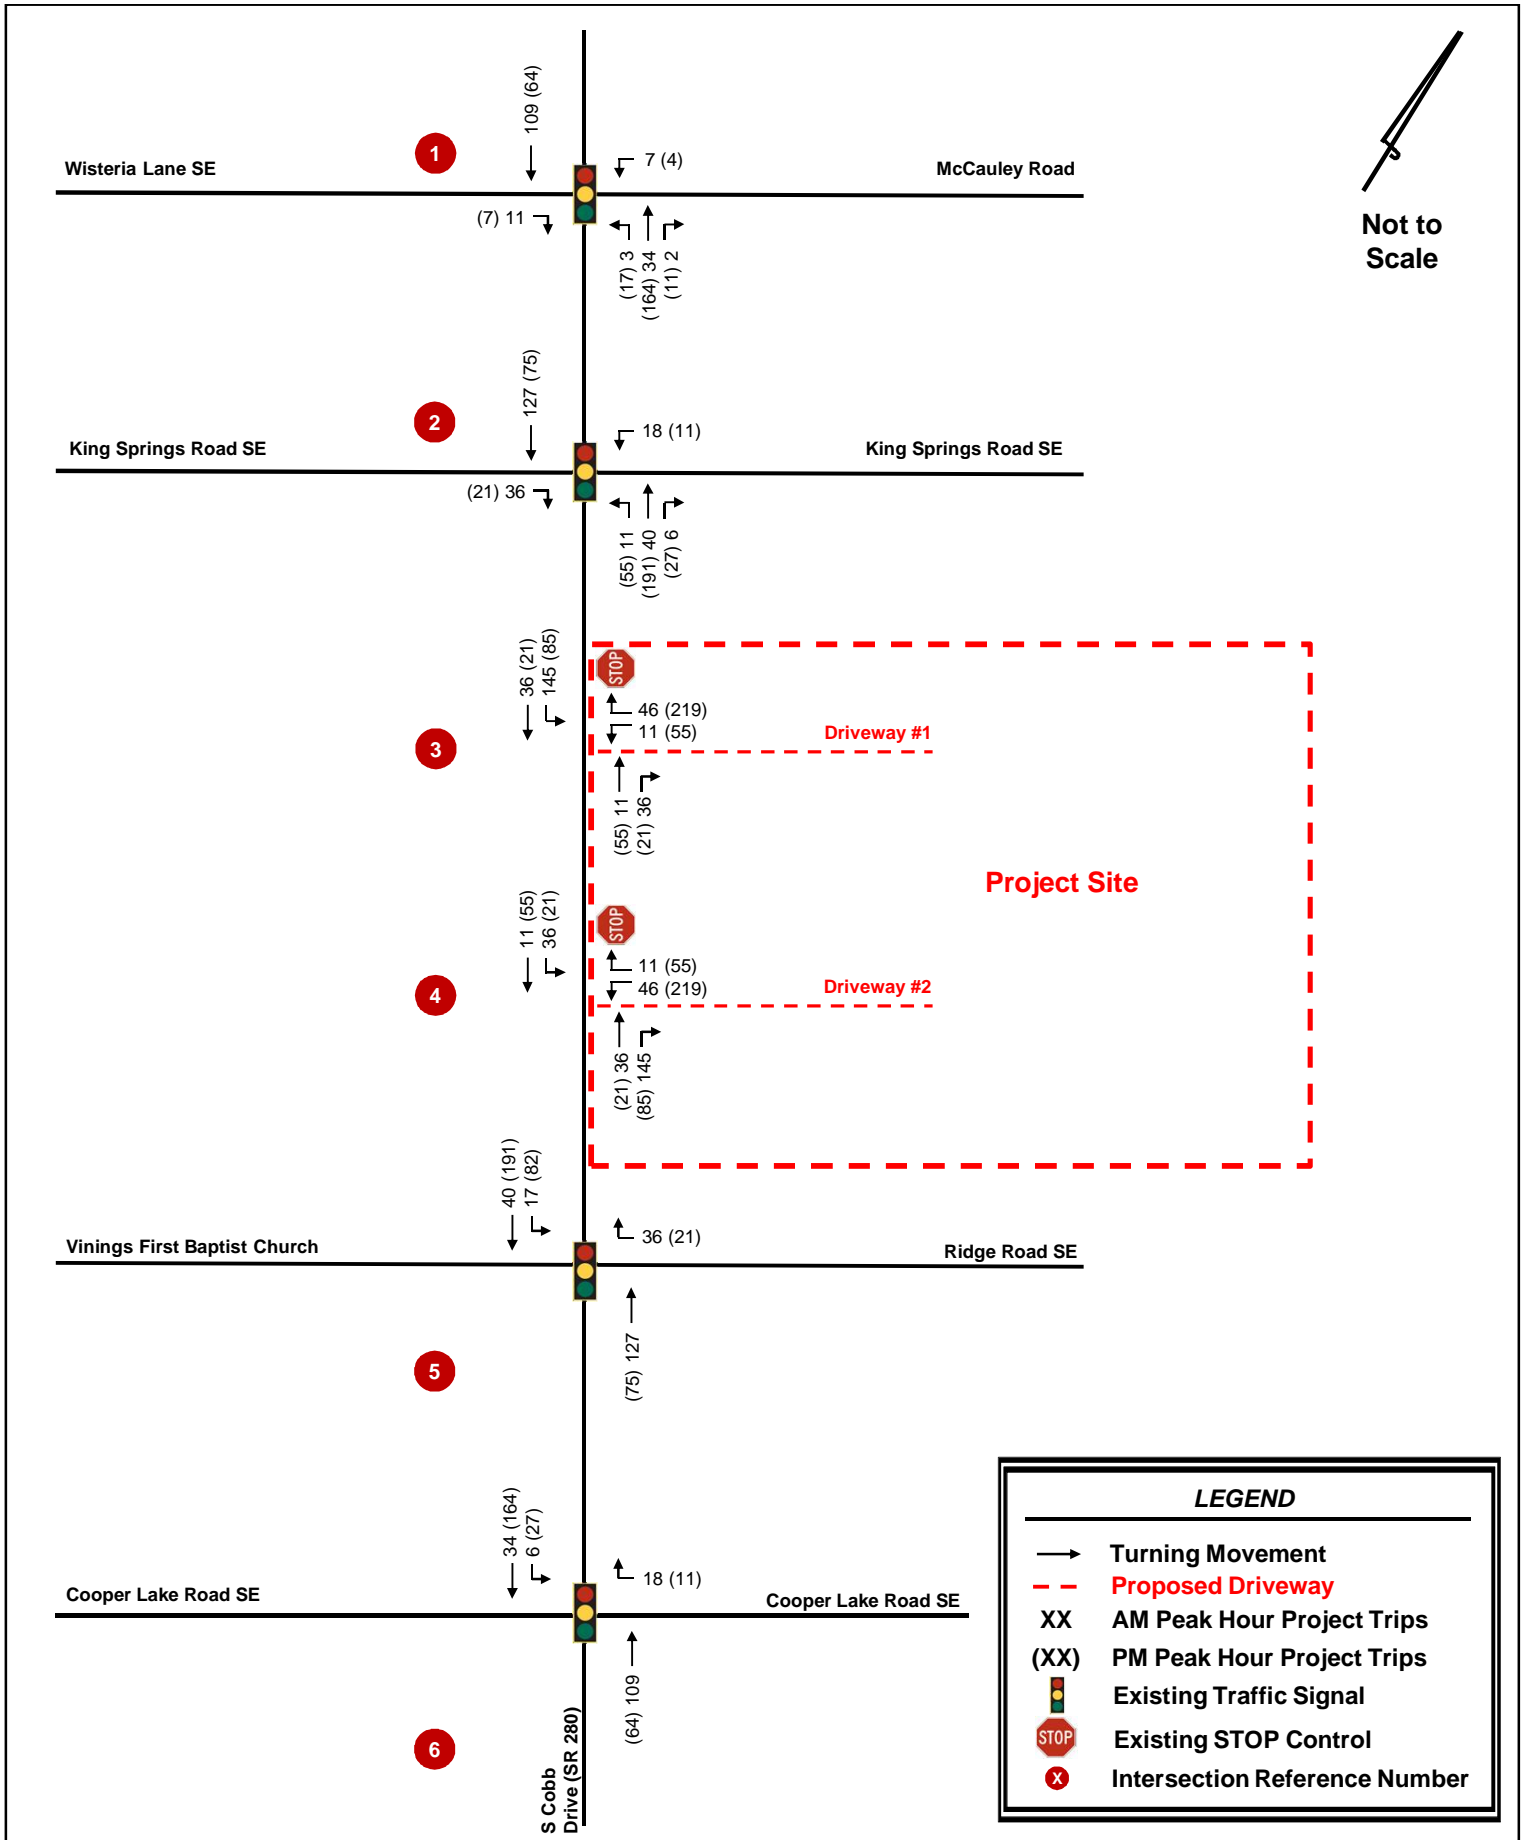 109 (64)
1
Wisteria Lane SE
7 (4)
McCauley Road
(7) 11
(17) 3
(164) 34
(11) 2
Not to
Scale
127 (75)
2
King Springs Road SE
18 (11)
King Springs Road SE
(21) 36
(55) 11
(191) 40
(27) 6
36 (21)
145 (85)
STOP
46 (219)
11 (55)
Driveway #1
3
(55) 11
(21) 36
Project Site
11 (55)
36 (21)
STOP
11 (55)
46 (219)
Driveway #2
4
(21) 36
(85) 145
40 (191)
17 (82)
36 (21)
Vinings First Baptist Church
Ridge Road SE
(75) 127
5
34 (164)
6 (27)
18 (11)
Cooper Lake Road SE
Cooper Lake Road SE
(64) 109
6
S Cobb
Drive (SR 280)
LEGEND
Turning Movement
Proposed Driveway
XX AM Peak Hour Project Trips
(XX) PM Peak Hour Project Trips
Existing Traffic Signal
STOP Existing STOP Control
X Intersection Reference Number